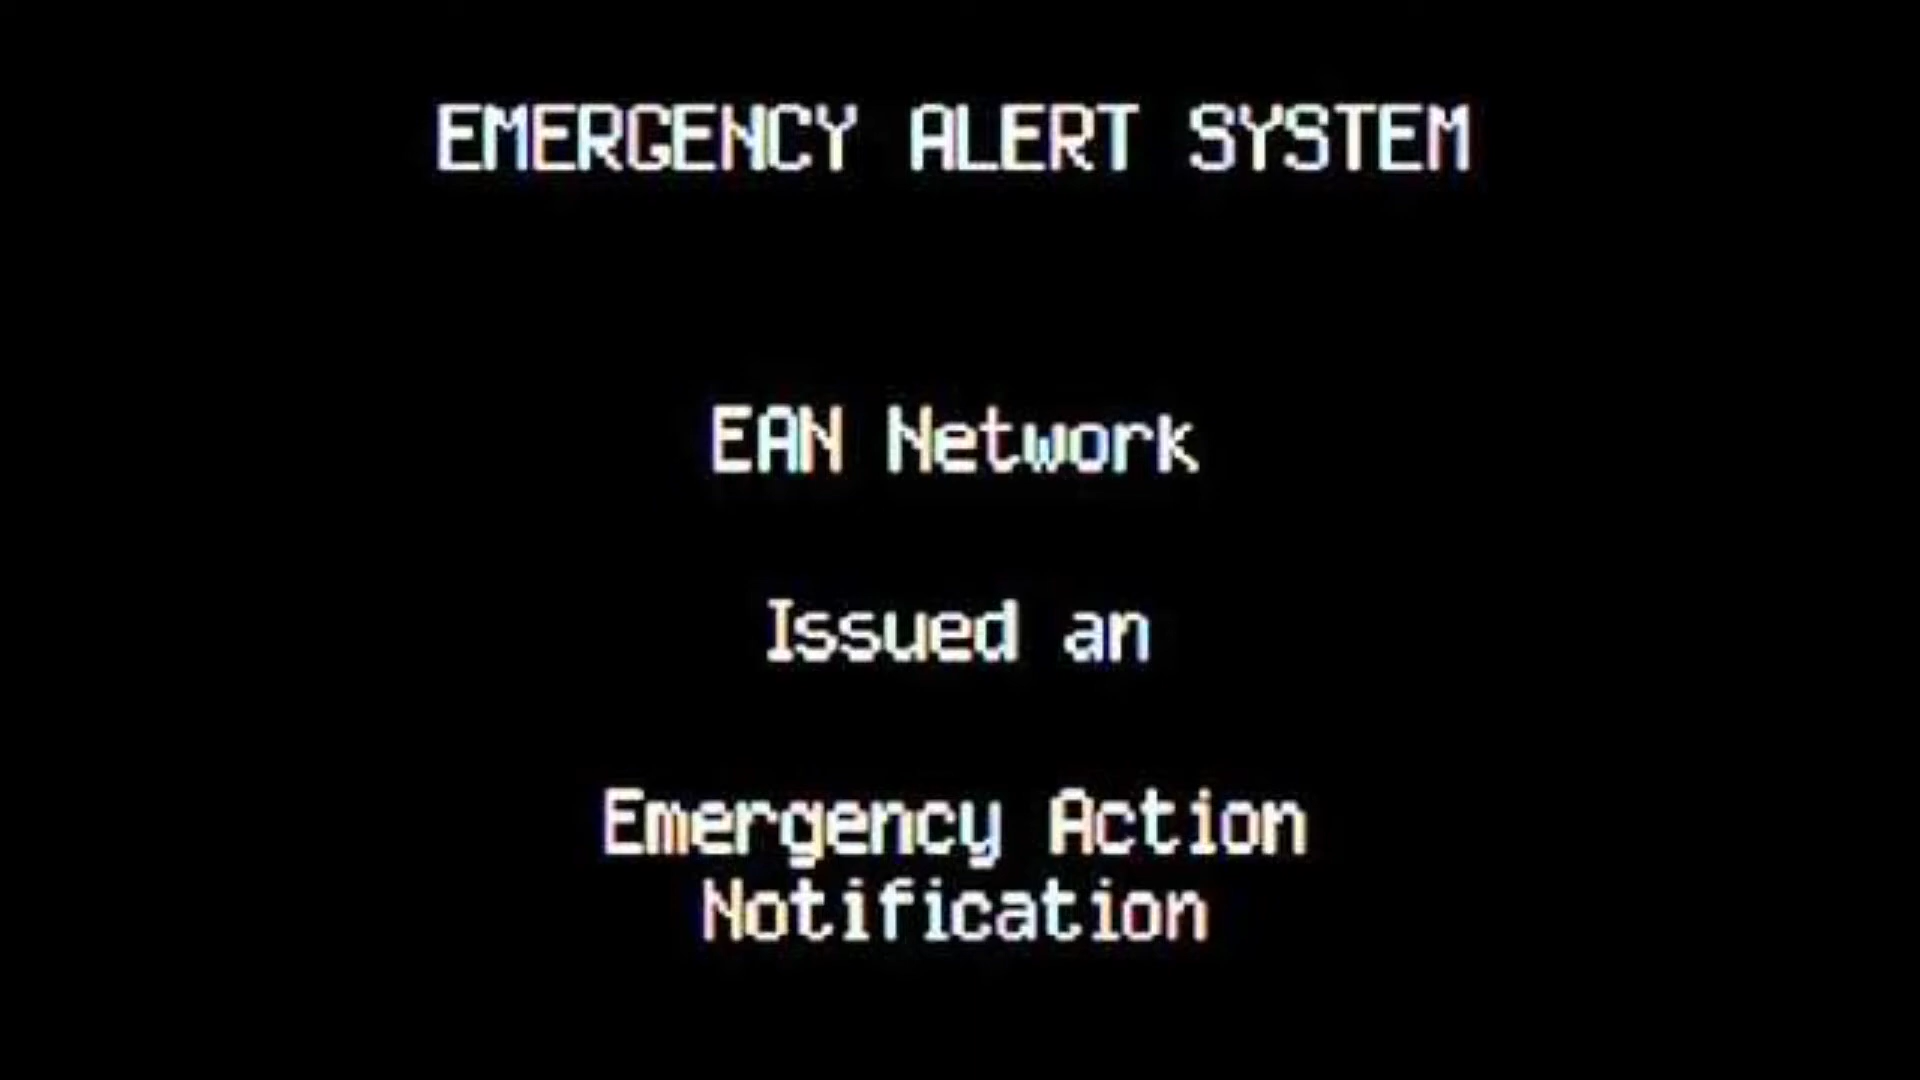 EMERGENCY ALERT SYSTEM
EAN Network
Issued an
Emergency Action
Notification